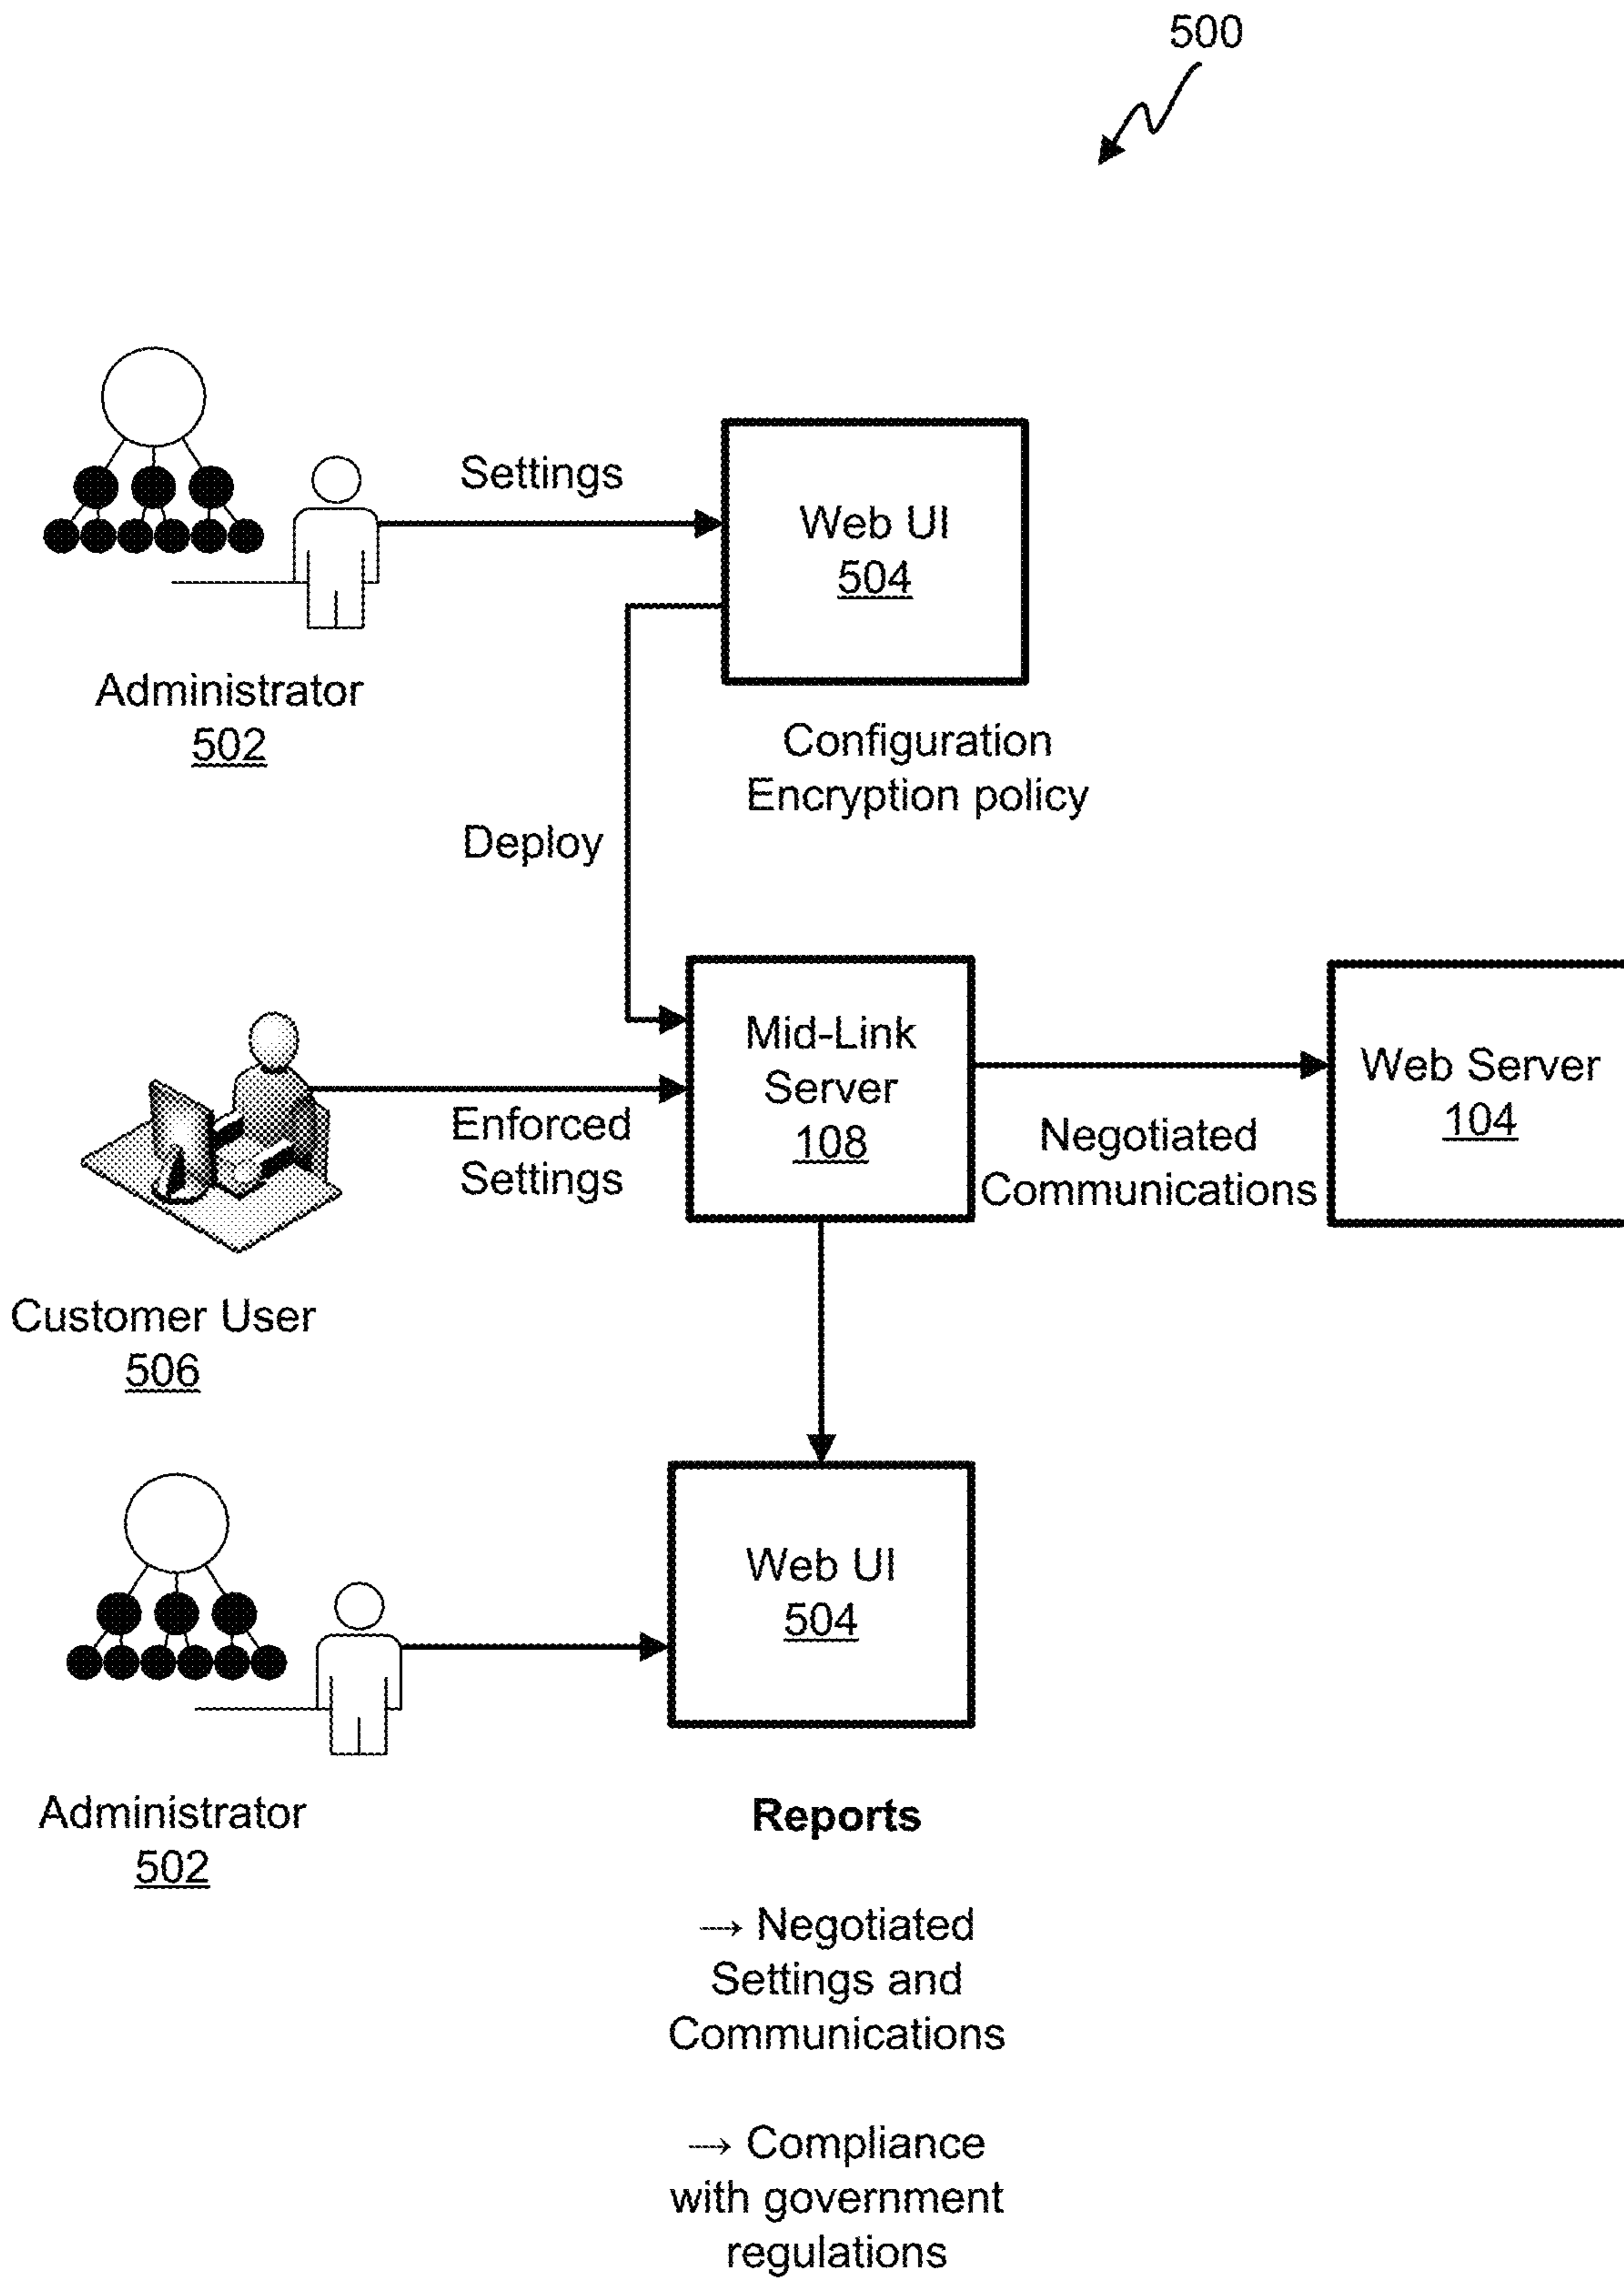 500
Settings
Web UI
504
Administrator
502
Configuration
Encryption policy
Deploy
Mid-Link
Server
108
Web Server
104
Enforced
Settings
Negotiated
Communications
Customer User
506
Web UI
504
Administrator
502
Reports
→ Negotiated
Settings and
Communications
→ Compliance
with government
regulations